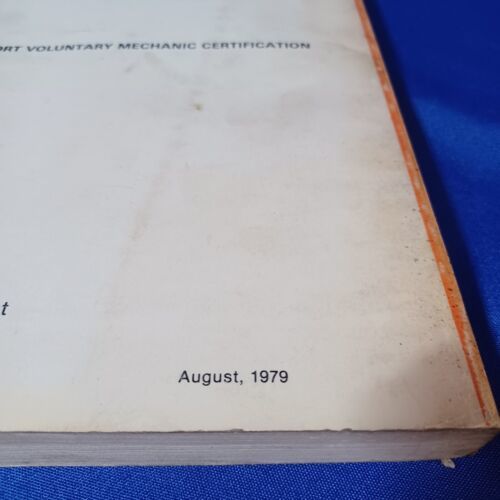 VOLUNTARY MECHANIC CERTIFICATION
t
August, 1979